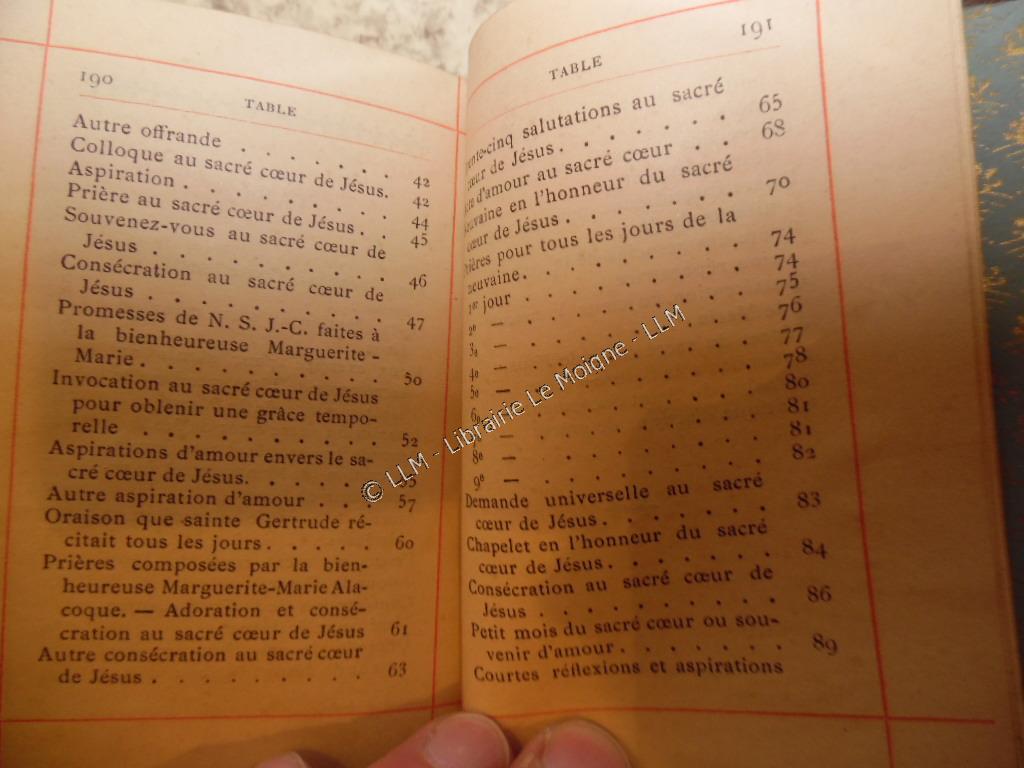 190
TABLE
Autre offrande . . . . . . . 42
Colloque au sacré cœur de Jésus. 42
Aspiration . . . . . . . . 44
Prière au sacré cœur de Jésus . . 45
Souvenez-vous au sacré cœur de
Jésus . . . . . . . . . . 46
Consécration au sacré cœur de
Jésus . . . . . . . . . . 47
Promesses de N. S. J.-C. faites à
la bienheureuse Marguerite-
Marie . . . . . . . . . . 50
Invocation au sacré cœur de Jésus
pour oblenir une grâce tempo-
relle . . . . . . . . . . 52
Aspirations d'amour envers le sa-
cré cœur de Jésus. . . . . .
Autre aspiration d'amour . . . 57
Oraison que sainte Gertrude ré-
citait tous les jours . . . . . 60
Prières composées par la bien-
heureuse Marguerite-Marie Ala-
coque. — Adoration et consé-
cration au sacré cœur de Jésus 61
Autre consécration au sacré cœur
de Jésus . . . . . . . . . 63
191
TABLE
salutations au sacré
de Jésus . . . . . . 65
d'amour au sacré cœur . . 68
en l'honneur du sacré
cœur de Jésus . . . . . . . 70
pour tous les jours de la
neuvaine. . . . . . . . . 74
1er jour . . . . . . . . . 74
2e — . . . . . . . . . 75
3e — . . . . . . . . . 76
4e — . . . . . . . . . 77
5e — . . . . . . . . . 78
— . . . . . . . . . 80
— . . . . . . . . . 81
8e — . . . . . . . . . 81
9e — . . . . . . . . . 82
Demande universelle au sacré
cœur de Jésus . . . . . . . 83
Chapelet en l'honneur du sacré
cœur de Jésus . . . . . . . 84
Consécration au sacré cœur de
Jésus . . . . . . . . . . 86
Petit mois du sacré cœur ou sou-
venir d'amour . . . . . . . 89
Courtes réflexions et aspirations
© LLM - Librairie Le Moigne - LLM